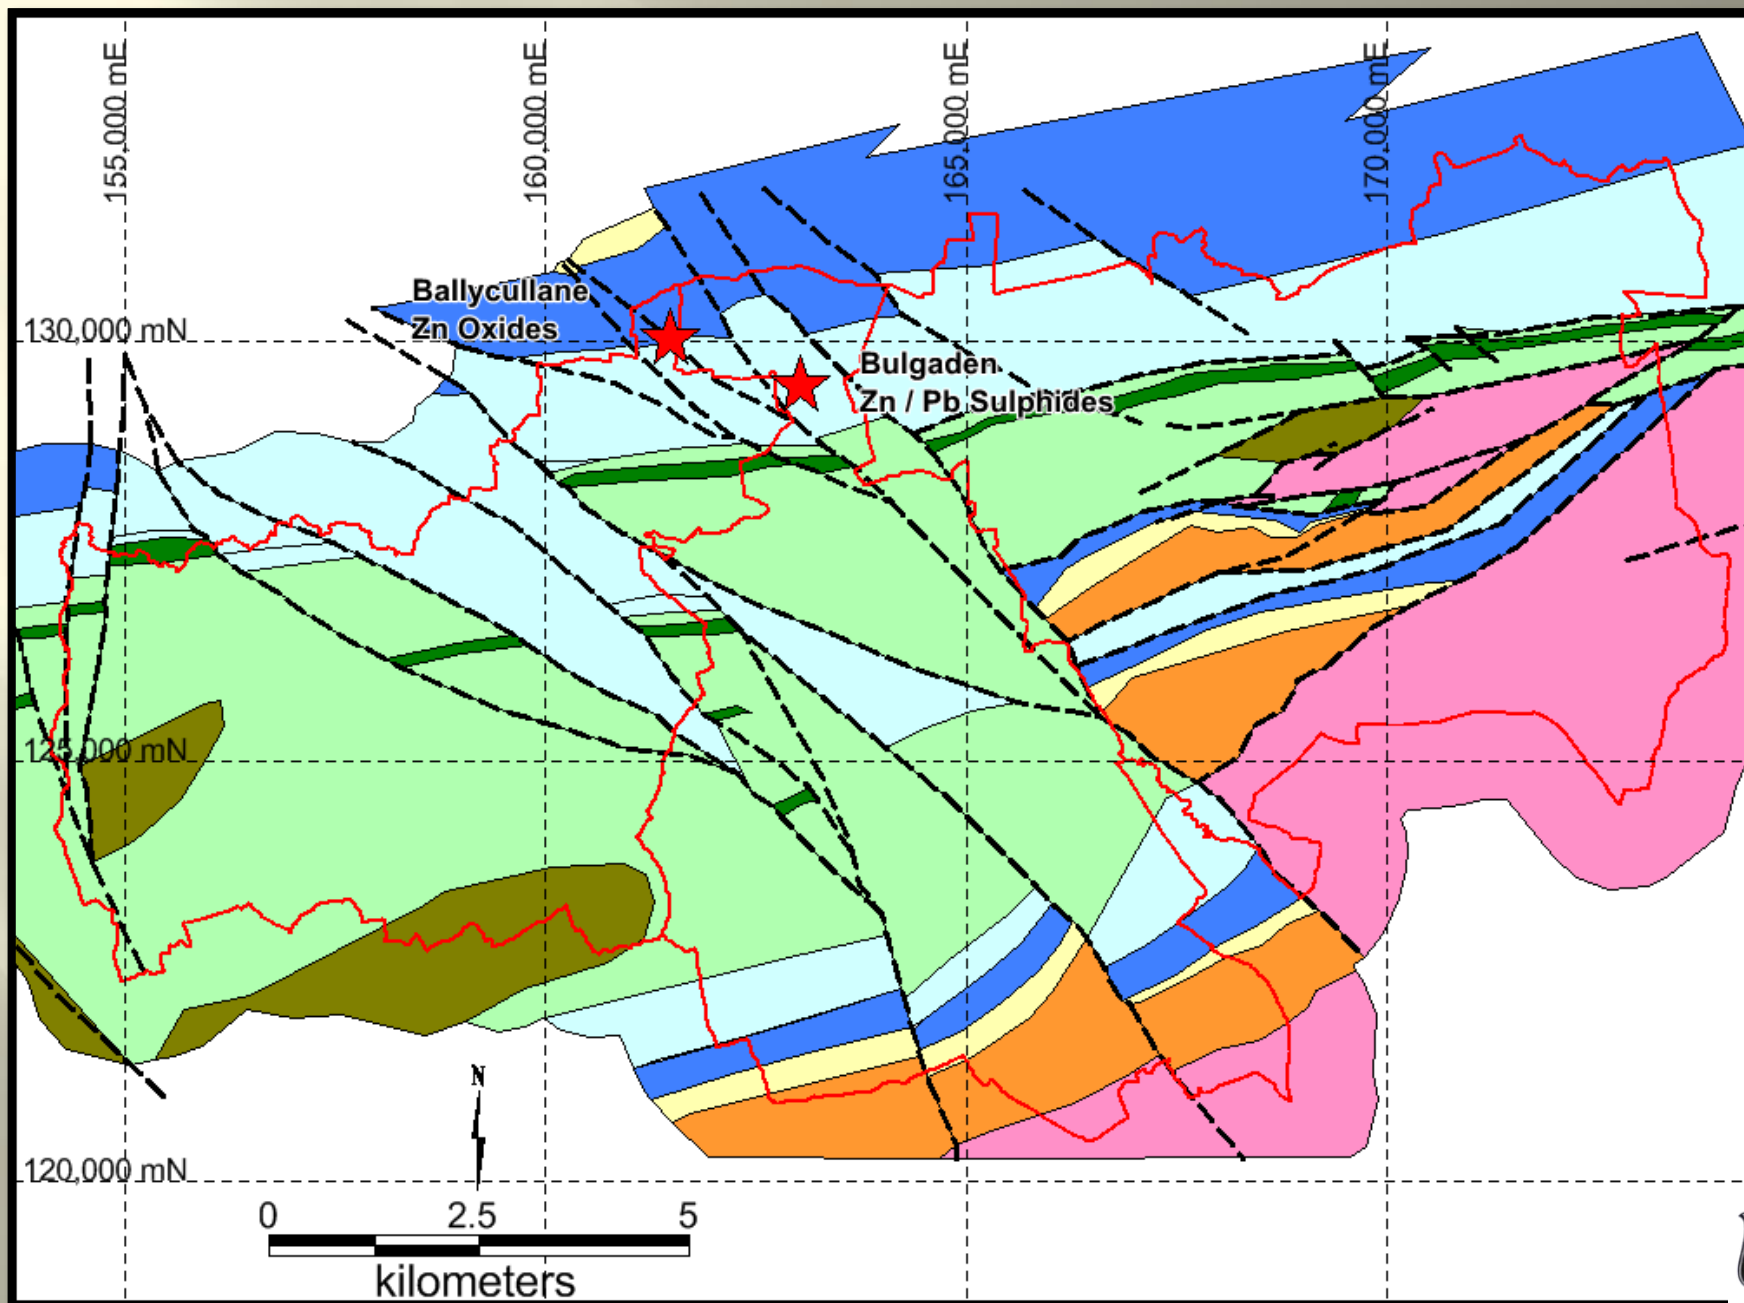 155,000 mE
160,000 mE
165,000 mE
170,000 mE
Ballycullane
Zn Oxides
130,000 mN
Bulgaden
Zn / Pb Sulphides
125,000 mN
N
120,000 mN
0 2.5 5
kilometers